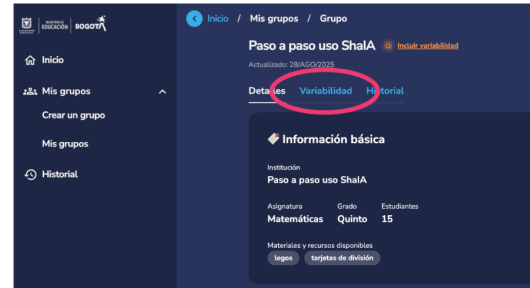 EDUCACIÓN
BOGOTÁ
Inicio
Mis grupos
Crear un grupo
Mis grupos
Historial
Inicio / Mis grupos / Grupo
Paso a paso uso ShaIA Incluir variabilidad
Actualizado: 28/AGO/2025
Detalles Variabilidad Historial
Información básica
Institución
Paso a paso uso ShaIA
Asignatura Grado Estudiantes
Matemáticas Quinto 15
Materiales y recursos disponibles
legos tarjetas de división